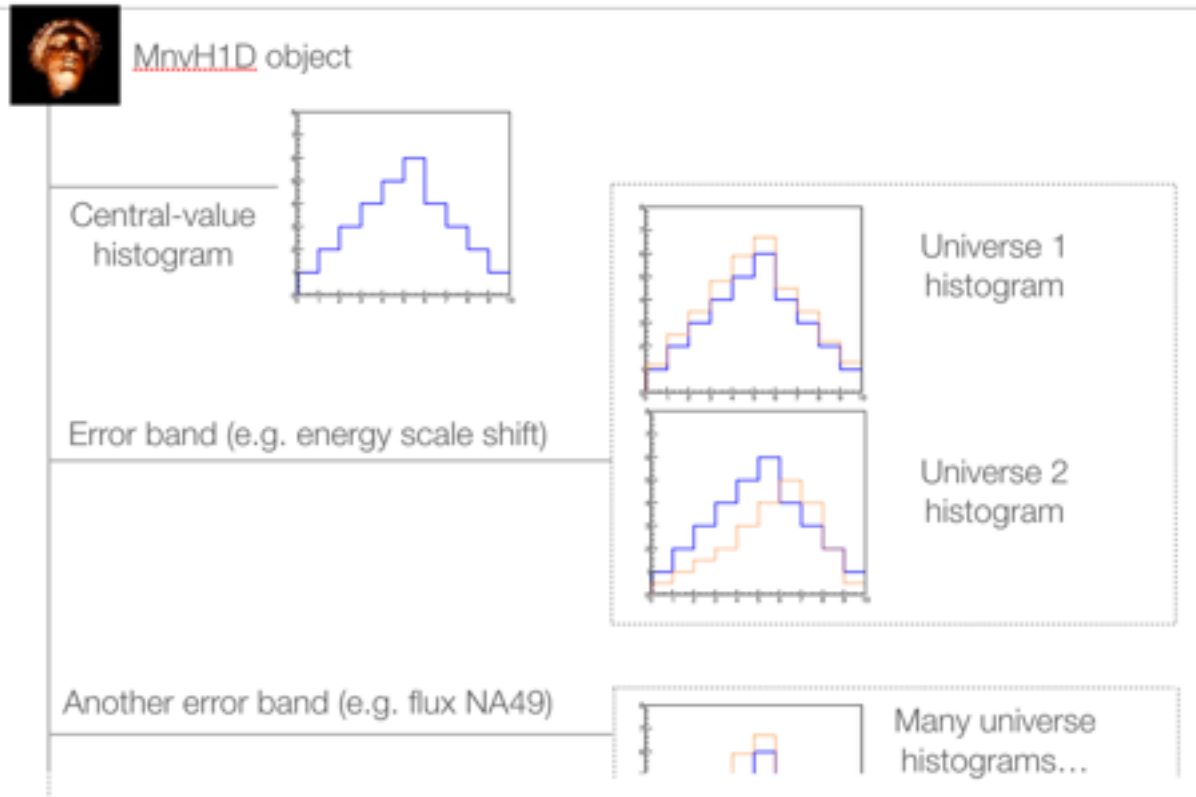 MnvH1D object
Central-value
histogram
Universe 1
histogram
Error band (e.g. energy scale shift)
Universe 2
histogram
Another error band (e.g. flux NA49)
Many universe
histograms...